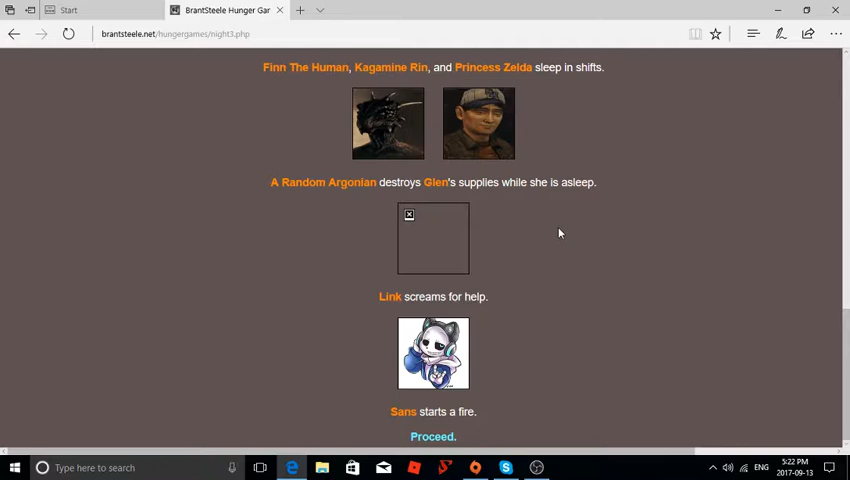 Start
BrantSteele Hunger Gar
brantsteele.net/hungergames/night3.php
Finn The Human, Kagamine Rin, and Princess Zelda sleep in shifts.
A Random Argonian destroys Glen's supplies while she is asleep.
Link screams for help.
Sans starts a fire.
Proceed.
Type here to search
ENG
5:22 PM
2017-09-13